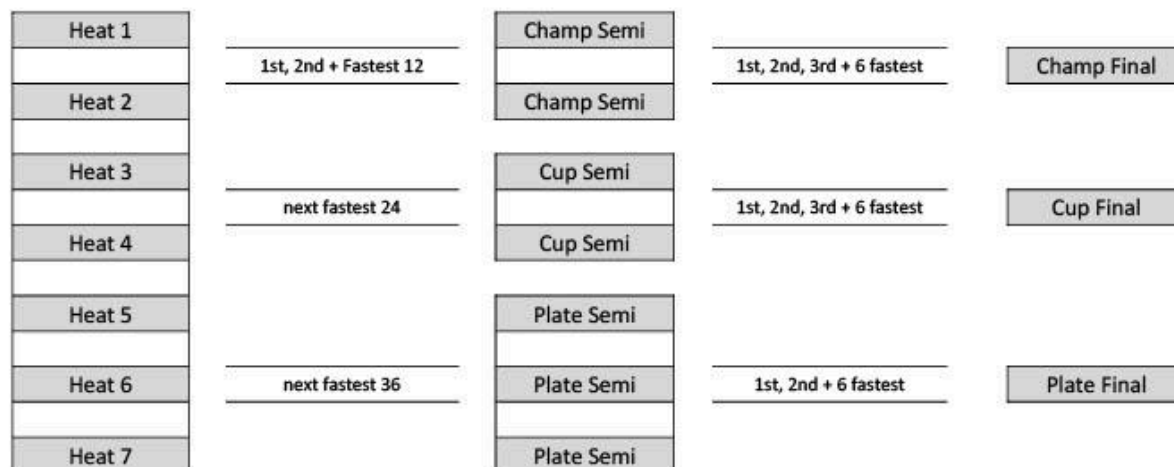 Heat 1 Champ Semi
1st, 2nd + Fastest 12 1st, 2nd, 3rd + 6 fastest Champ Final
Heat 2 Champ Semi
Heat 3 Cup Semi
next fastest 24 1st, 2nd, 3rd + 6 fastest Cup Final
Heat 4 Cup Semi
Heat 5 Plate Semi
Heat 6 next fastest 36 Plate Semi 1st, 2nd + 6 fastest Plate Final
Heat 7 Plate Semi